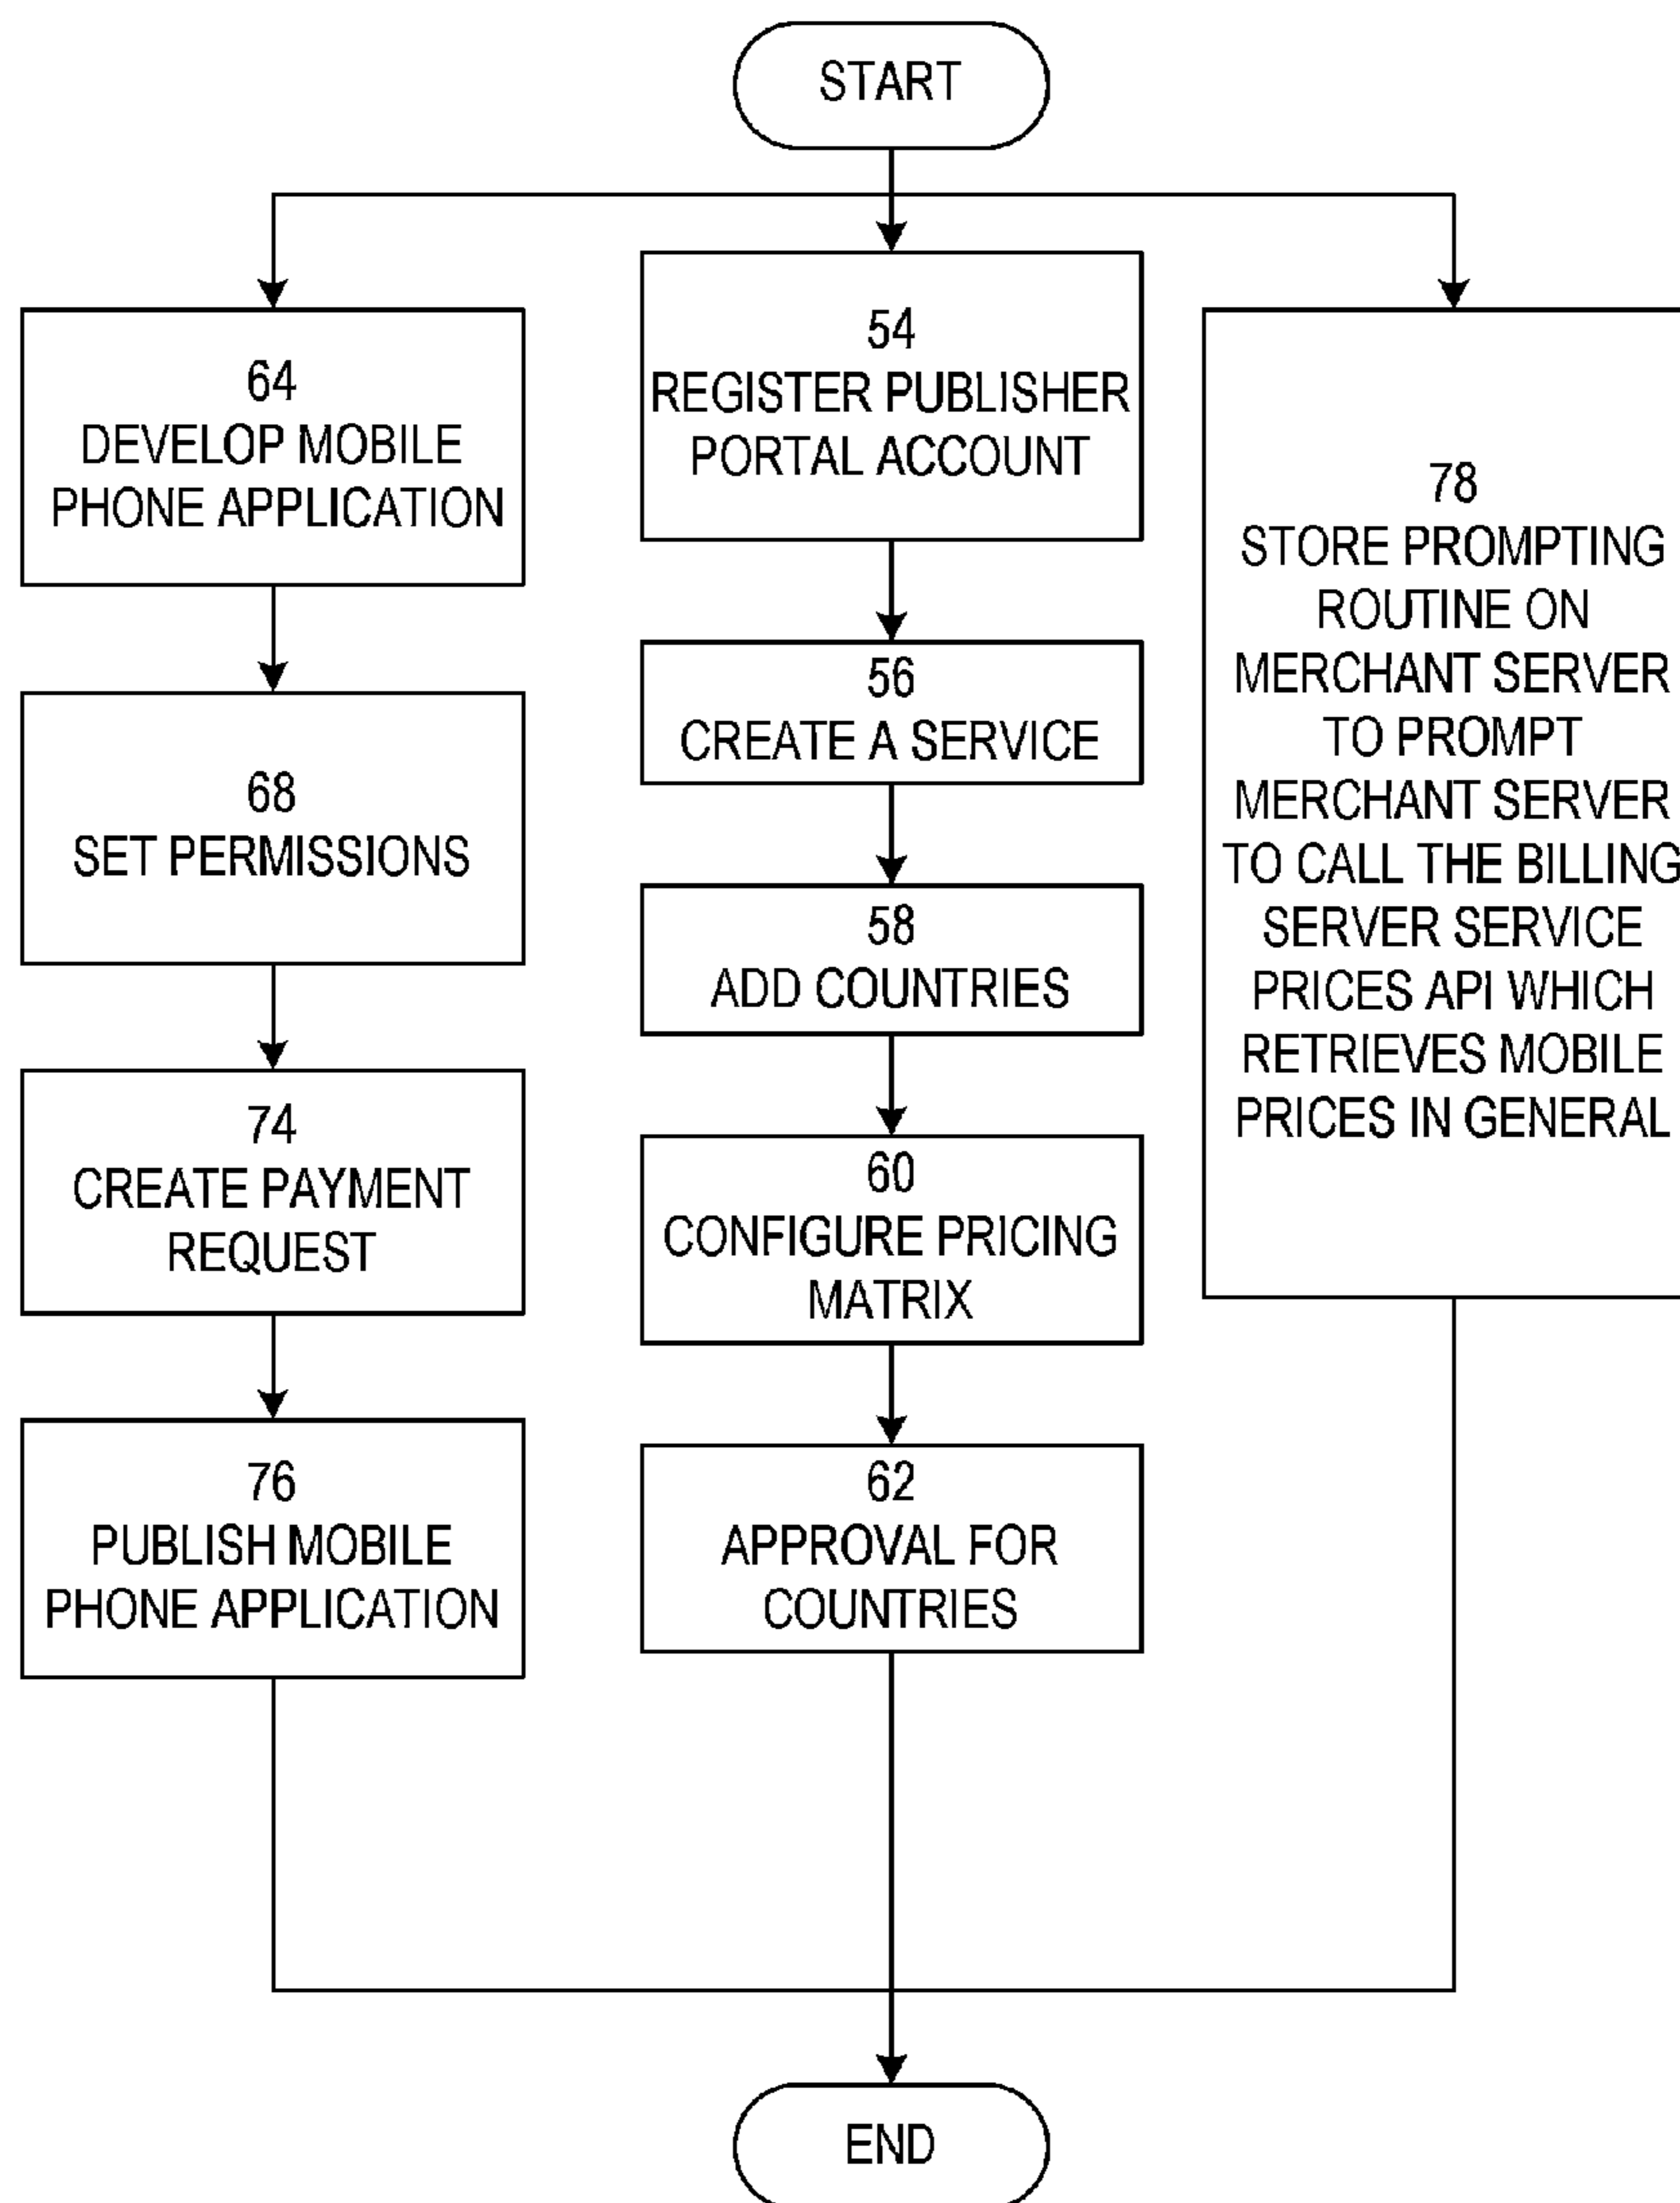 START
64
DEVELOP MOBILE
PHONE APPLICATION
68
SET PERMISSIONS
74
CREATE PAYMENT
REQUEST
76
PUBLISH MOBILE
PHONE APPLICATION
54
REGISTER PUBLISHER
PORTAL ACCOUNT
56
CREATE A SERVICE
58
ADD COUNTRIES
60
CONFIGURE PRICING
MATRIX
62
APPROVAL FOR
COUNTRIES
78
STORE PROMPTING
ROUTINE ON
MERCHANT SERVER
TO PROMPT
MERCHANT SERVER
TO CALL THE BILLING
SERVER SERVICE
PRICES API WHICH
RETRIEVES MOBILE
PRICES IN GENERAL
END